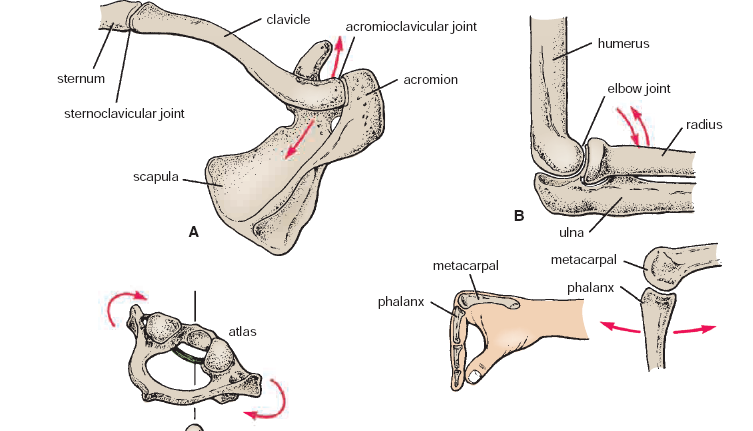 clavicle
acromioclavicular joint
sternum
acromion
sternoclavicular joint
scapula
A
humerus
elbow joint
radius
B
ulna
atlas
metacarpal
phalanx
metacarpal
phalanx